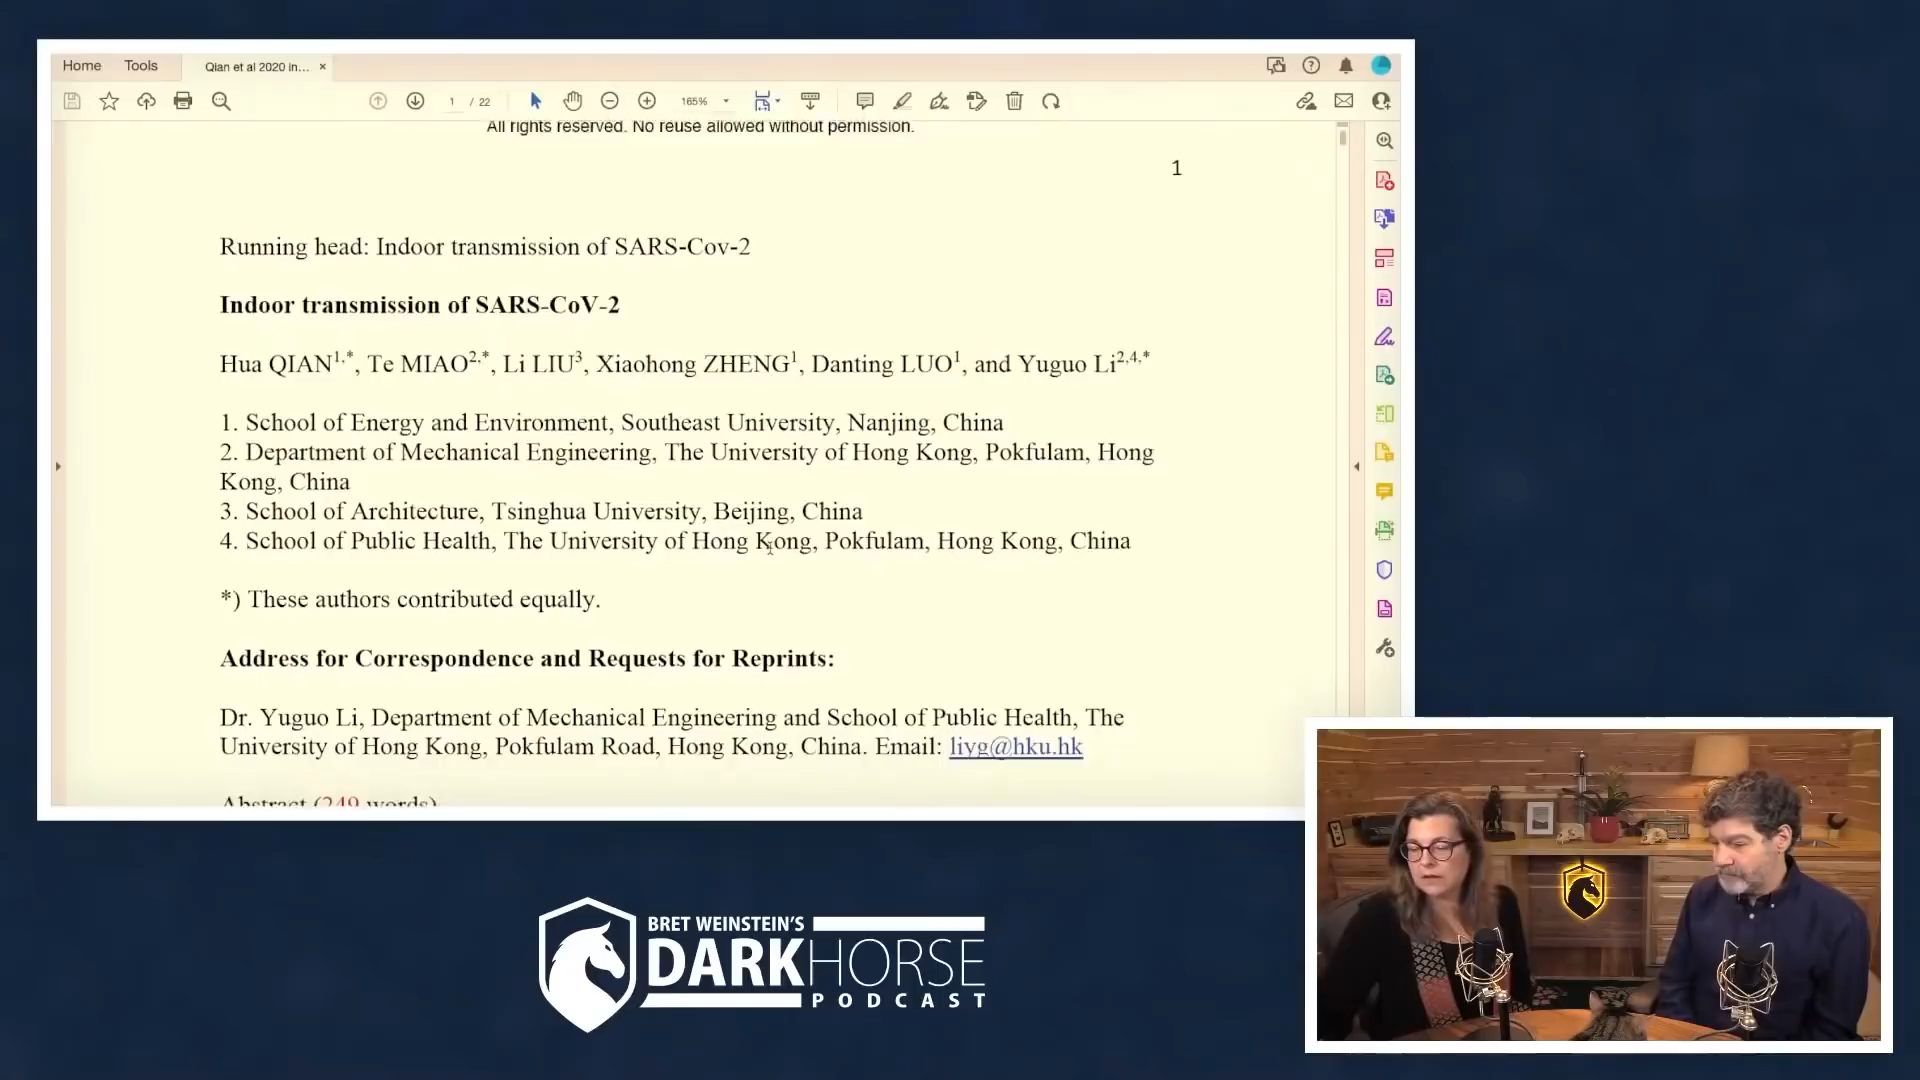 Home
Tools
Qian et al 2020 in... ×
1 / 22
165%
All rights reserved. No reuse allowed without permission.
1
Running head: Indoor transmission of SARS-Cov-2
Indoor transmission of SARS-CoV-2
Hua QIAN1,*, Te MIAO2,*, Li LIU3, Xiaohong ZHENG1, Danting LUO1, and Yuguo Li2,4,*
1. School of Energy and Environment, Southeast University, Nanjing, China
2. Department of Mechanical Engineering, The University of Hong Kong, Pokfulam, Hong
Kong, China
3. School of Architecture, Tsinghua University, Beijing, China
4. School of Public Health, The University of Hong Kong, Pokfulam, Hong Kong, China
*) These authors contributed equally.
Address for Correspondence and Requests for Reprints:
Dr. Yuguo Li, Department of Mechanical Engineering and School of Public Health, The
University of Hong Kong, Pokfulam Road, Hong Kong, China. Email: liyg@hku.hk
Abstract (249 words)
BRET WEINSTEIN'S
DARKHORSE
PODCAST